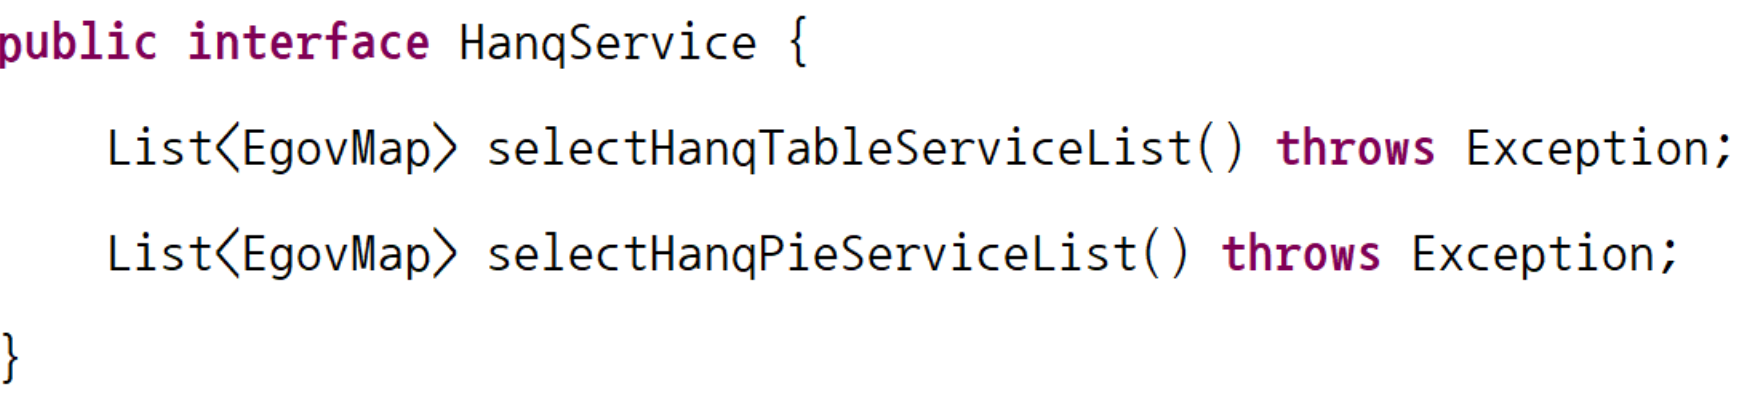 public interface HanqService {
List<EgovMap> selectHanqTableServiceList() throws Exception;
List<EgovMap> selectHanqPieServiceList() throws Exception;
}